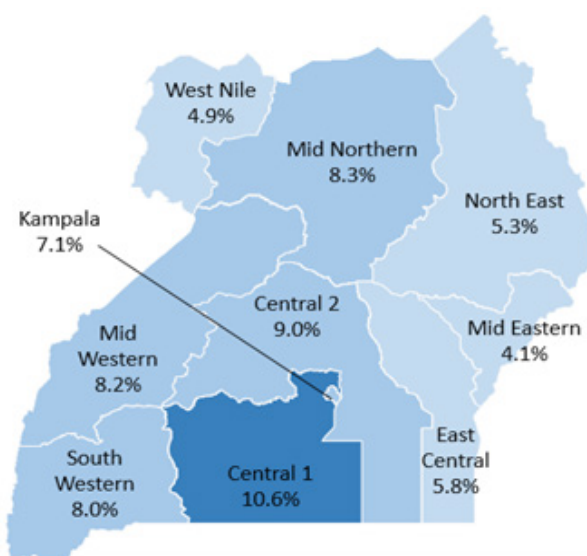 West Nile
4.9%
Mid Northern
8.3%
North East
5.3%
Kampala
7.1%
Central 2
9.0%
Mid Eastern
4.1%
Mid
Western
8.2%
East
Central
5.8%
South
Western
8.0%
Central 1
10.6%